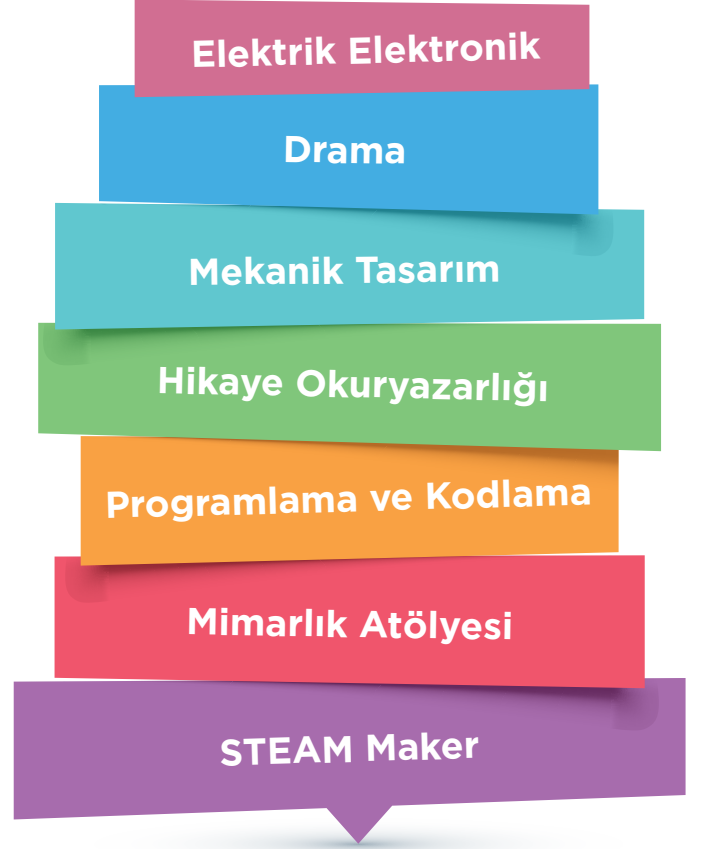 Elektrik Elektronik
Drama
Mekanik Tasarım
Hikaye Okuryazarlığı
Programlama ve Kodlama
Mimarlık Atölyesi
STEAM Maker